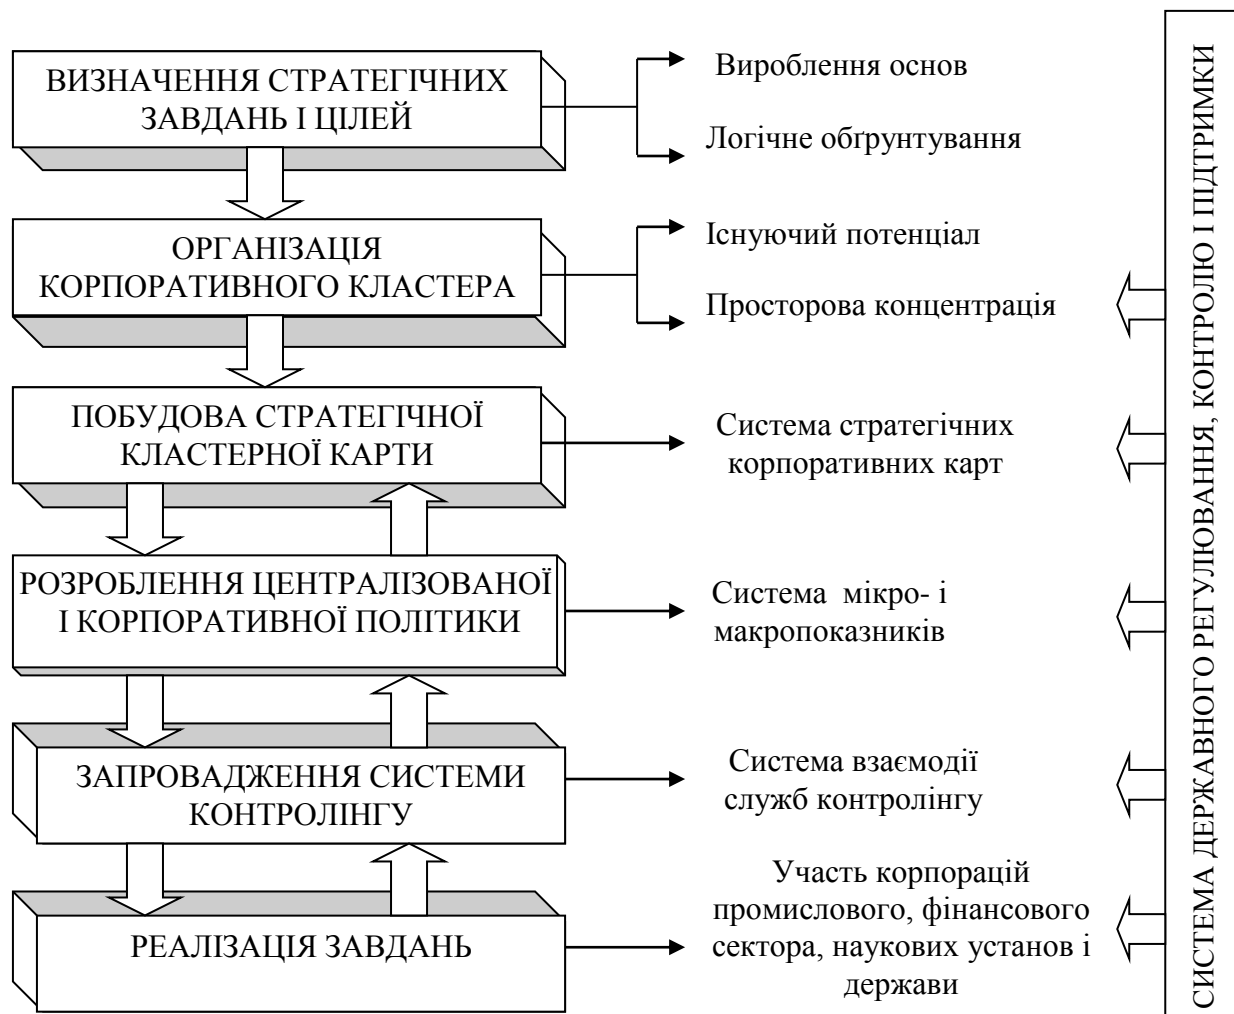 ВИЗНАЧЕННЯ СТРАТЕГІЧНИХ
ЗАВДАНЬ І ЦІЛЕЙ
Вироблення основ
Логічне обґрунтування
ОРГАНІЗАЦІЯ
КОРПОРАТИВНОГО КЛАСТЕРА
Існуючий потенціал
Просторова концентрація
ПОБУДОВА СТРАТЕГІЧНОЇ
КЛАСТЕРНОЇ КАРТИ
Система стратегічних
корпоративних карт
РОЗРОБЛЕННЯ ЦЕНТРАЛІЗОВАНОЇ
І КОРПОРАТИВНОЇ ПОЛІТИКИ
Система мікро- і
макропоказників
ЗАПРОВАДЖЕННЯ СИСТЕМИ
КОНТРОЛІНГУ
Система взаємодії
служб контролінгу
РЕАЛІЗАЦІЯ ЗАВДАНЬ
Участь корпорацій
промислового, фінансового
сектора, наукових установ і
держави
СИСТЕМА ДЕРЖАВНОГО РЕГУЛЮВАННЯ, КОНТРОЛЮ І ПІДТРИМКИ